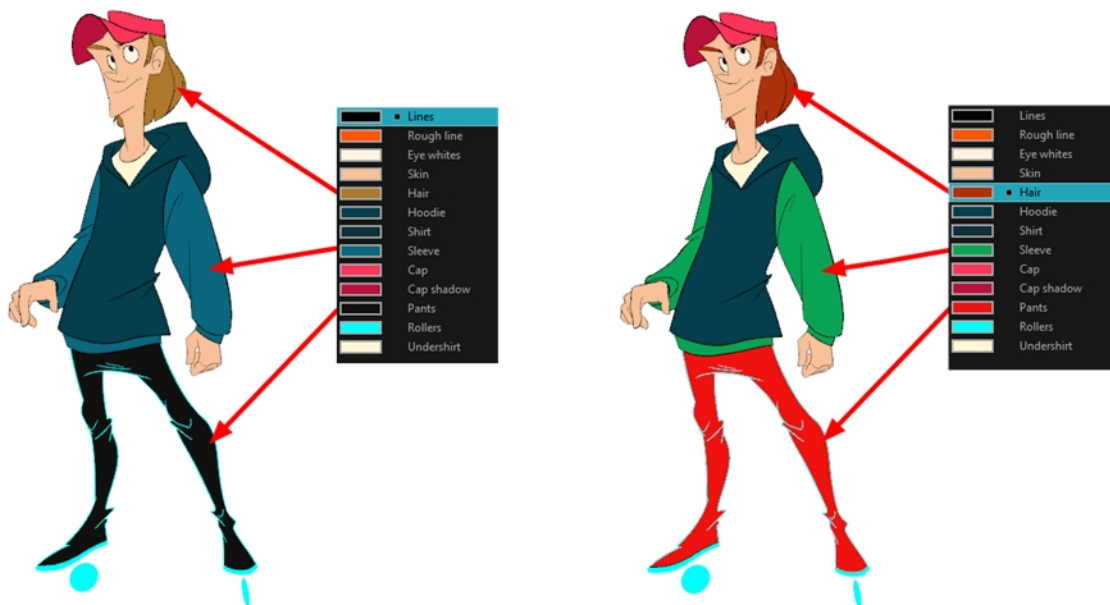 Lines
Rough line
Eye whites
Skin
Hair
Hoodie
Shirt
Sleeve
Cap
Cap shadow
Pants
Rollers
Undershirt
Lines
Rough line
Eye whites
Skin
Hair
Hoodie
Shirt
Sleeve
Cap
Cap shadow
Pants
Rollers
Undershirt